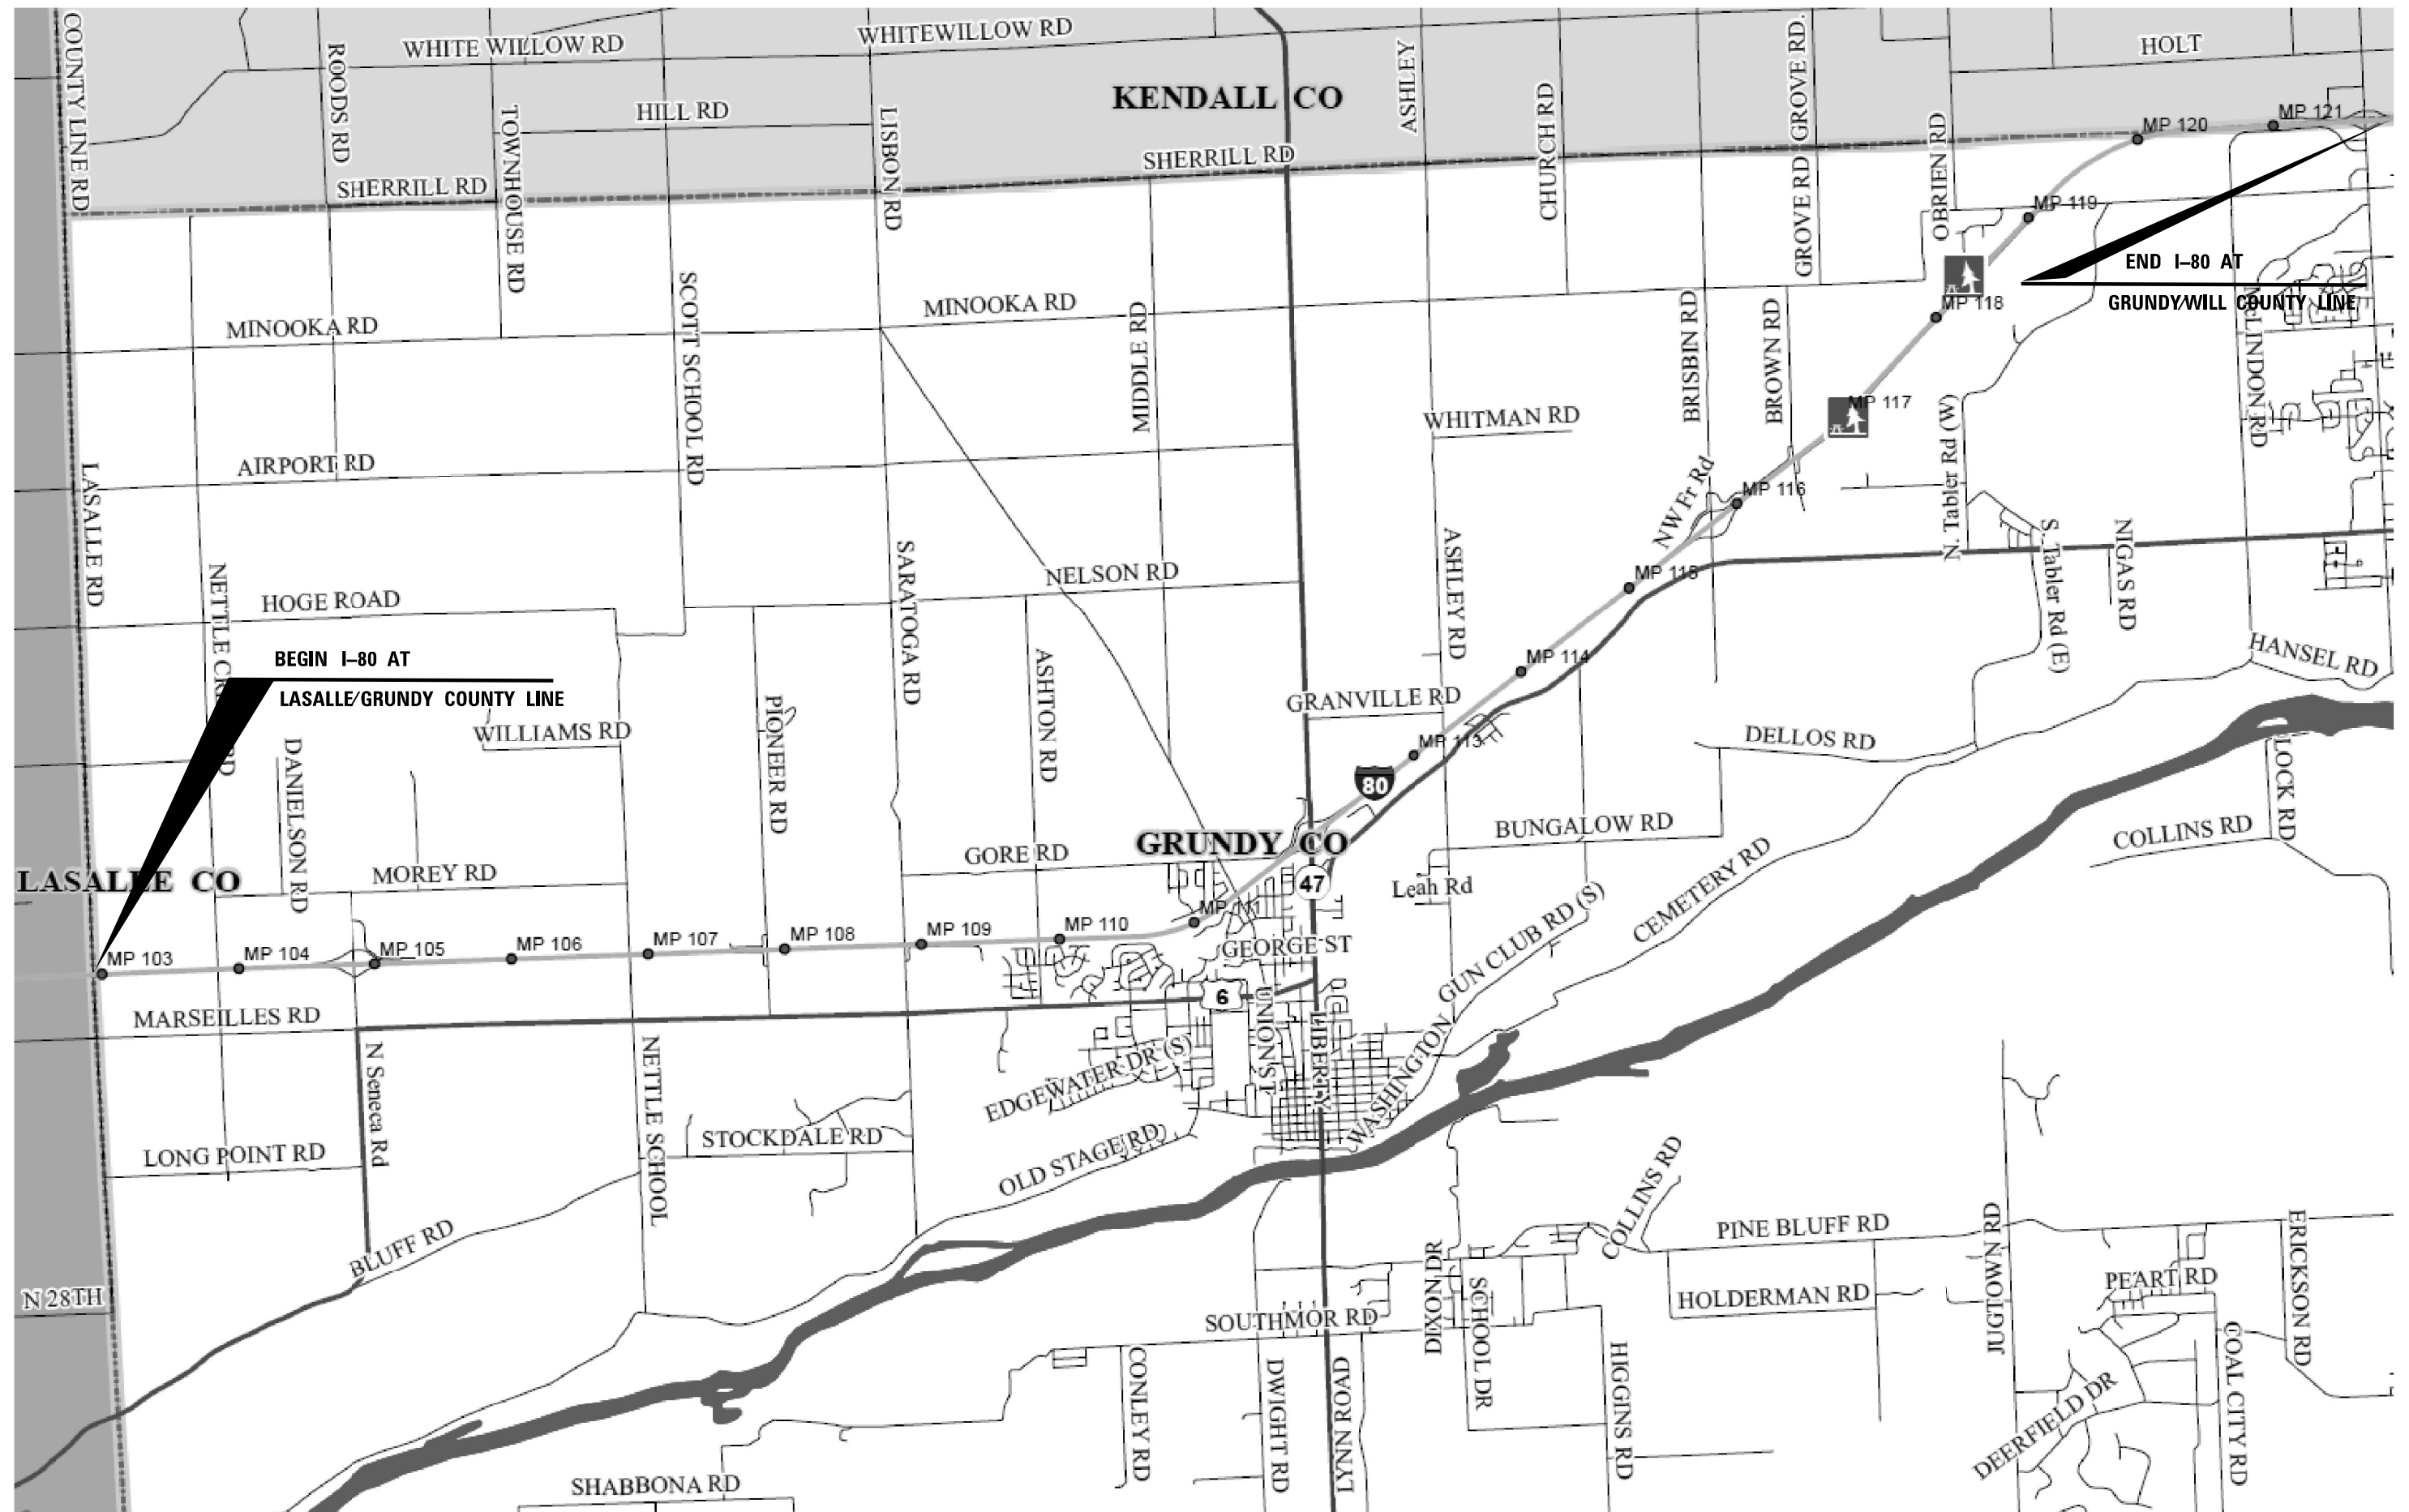 COUNTY LINE RD
ROODS RD
WHITE WILLOW RD
WHITEWILLOW RD
TOWNHOUSE RD
HILL RD
LISBON RD
KENDALL CO
ASHLEY
CHURCH RD
GROVE RD.
GROVE RD
OBRIEN RD
HOLT
MP 121
MP 120
SHERRILL RD
SHERRILL RD
MP 119
END I-80 AT
GRUNDY/WILL COUNTY LINE
MP 118
MCLINDON RD
SCOTT SCHOOL RD
MINOOKA RD
MINOOKA RD
MIDDLE RD
BRISBIN RD
BROWN RD
MP 117
WHITMAN RD
N. Tabler Rd (W)
LASALLE RD
AIRPORT RD
NW Fr Rd
MP 116
S. Tabler Rd (E)
NIGAS RD
ASHLEY RD
MP 115
NELSON RD
SARATOGA RD
HOGE ROAD
HANSEL RD
BEGIN I-80 AT
LASALLE/GRUNDY COUNTY LINE
ASHTON RD
PIONEER RD
MP 114
GRANVILLE RD
WILLIAMS RD
DANIELSON RD
MP 113
DELLOS RD
80
LOCK RD
COLLINS RD
BUNGALOW RD
GRUNDY CO
GORE RD
47
LASALLE CO
MOREY RD
Leah Rd
CEMETERY RD
GUN CLUB RD (S)
MP 111
MP 110
MP 109
MP 108
MP 107
MP 106
MP 105
MP 104
MP 103
GEORGE ST
6
MARSEILLES RD
N Seneca Rd
NETTLE SCHOOL
EDGEWATER DR (S)
UNION ST
LIBERTY
WASHINGTON
LONG POINT RD
STOCKDALE RD
OLD STAGE RD
BLUFF RD
COLLINS RD
PINE BLUFF RD
JUGTOWN RD
ERICKSON RD
N 28TH
DIXON DR
SCHOOL DR
HOLDERMAN RD
PEART RD
SOUTHMOR RD
CONLEY RD
DWIGHT RD
LYNN ROAD
HIGGINS RD
DEERFIELD DR
COAL CITY RD
SHABBONA RD